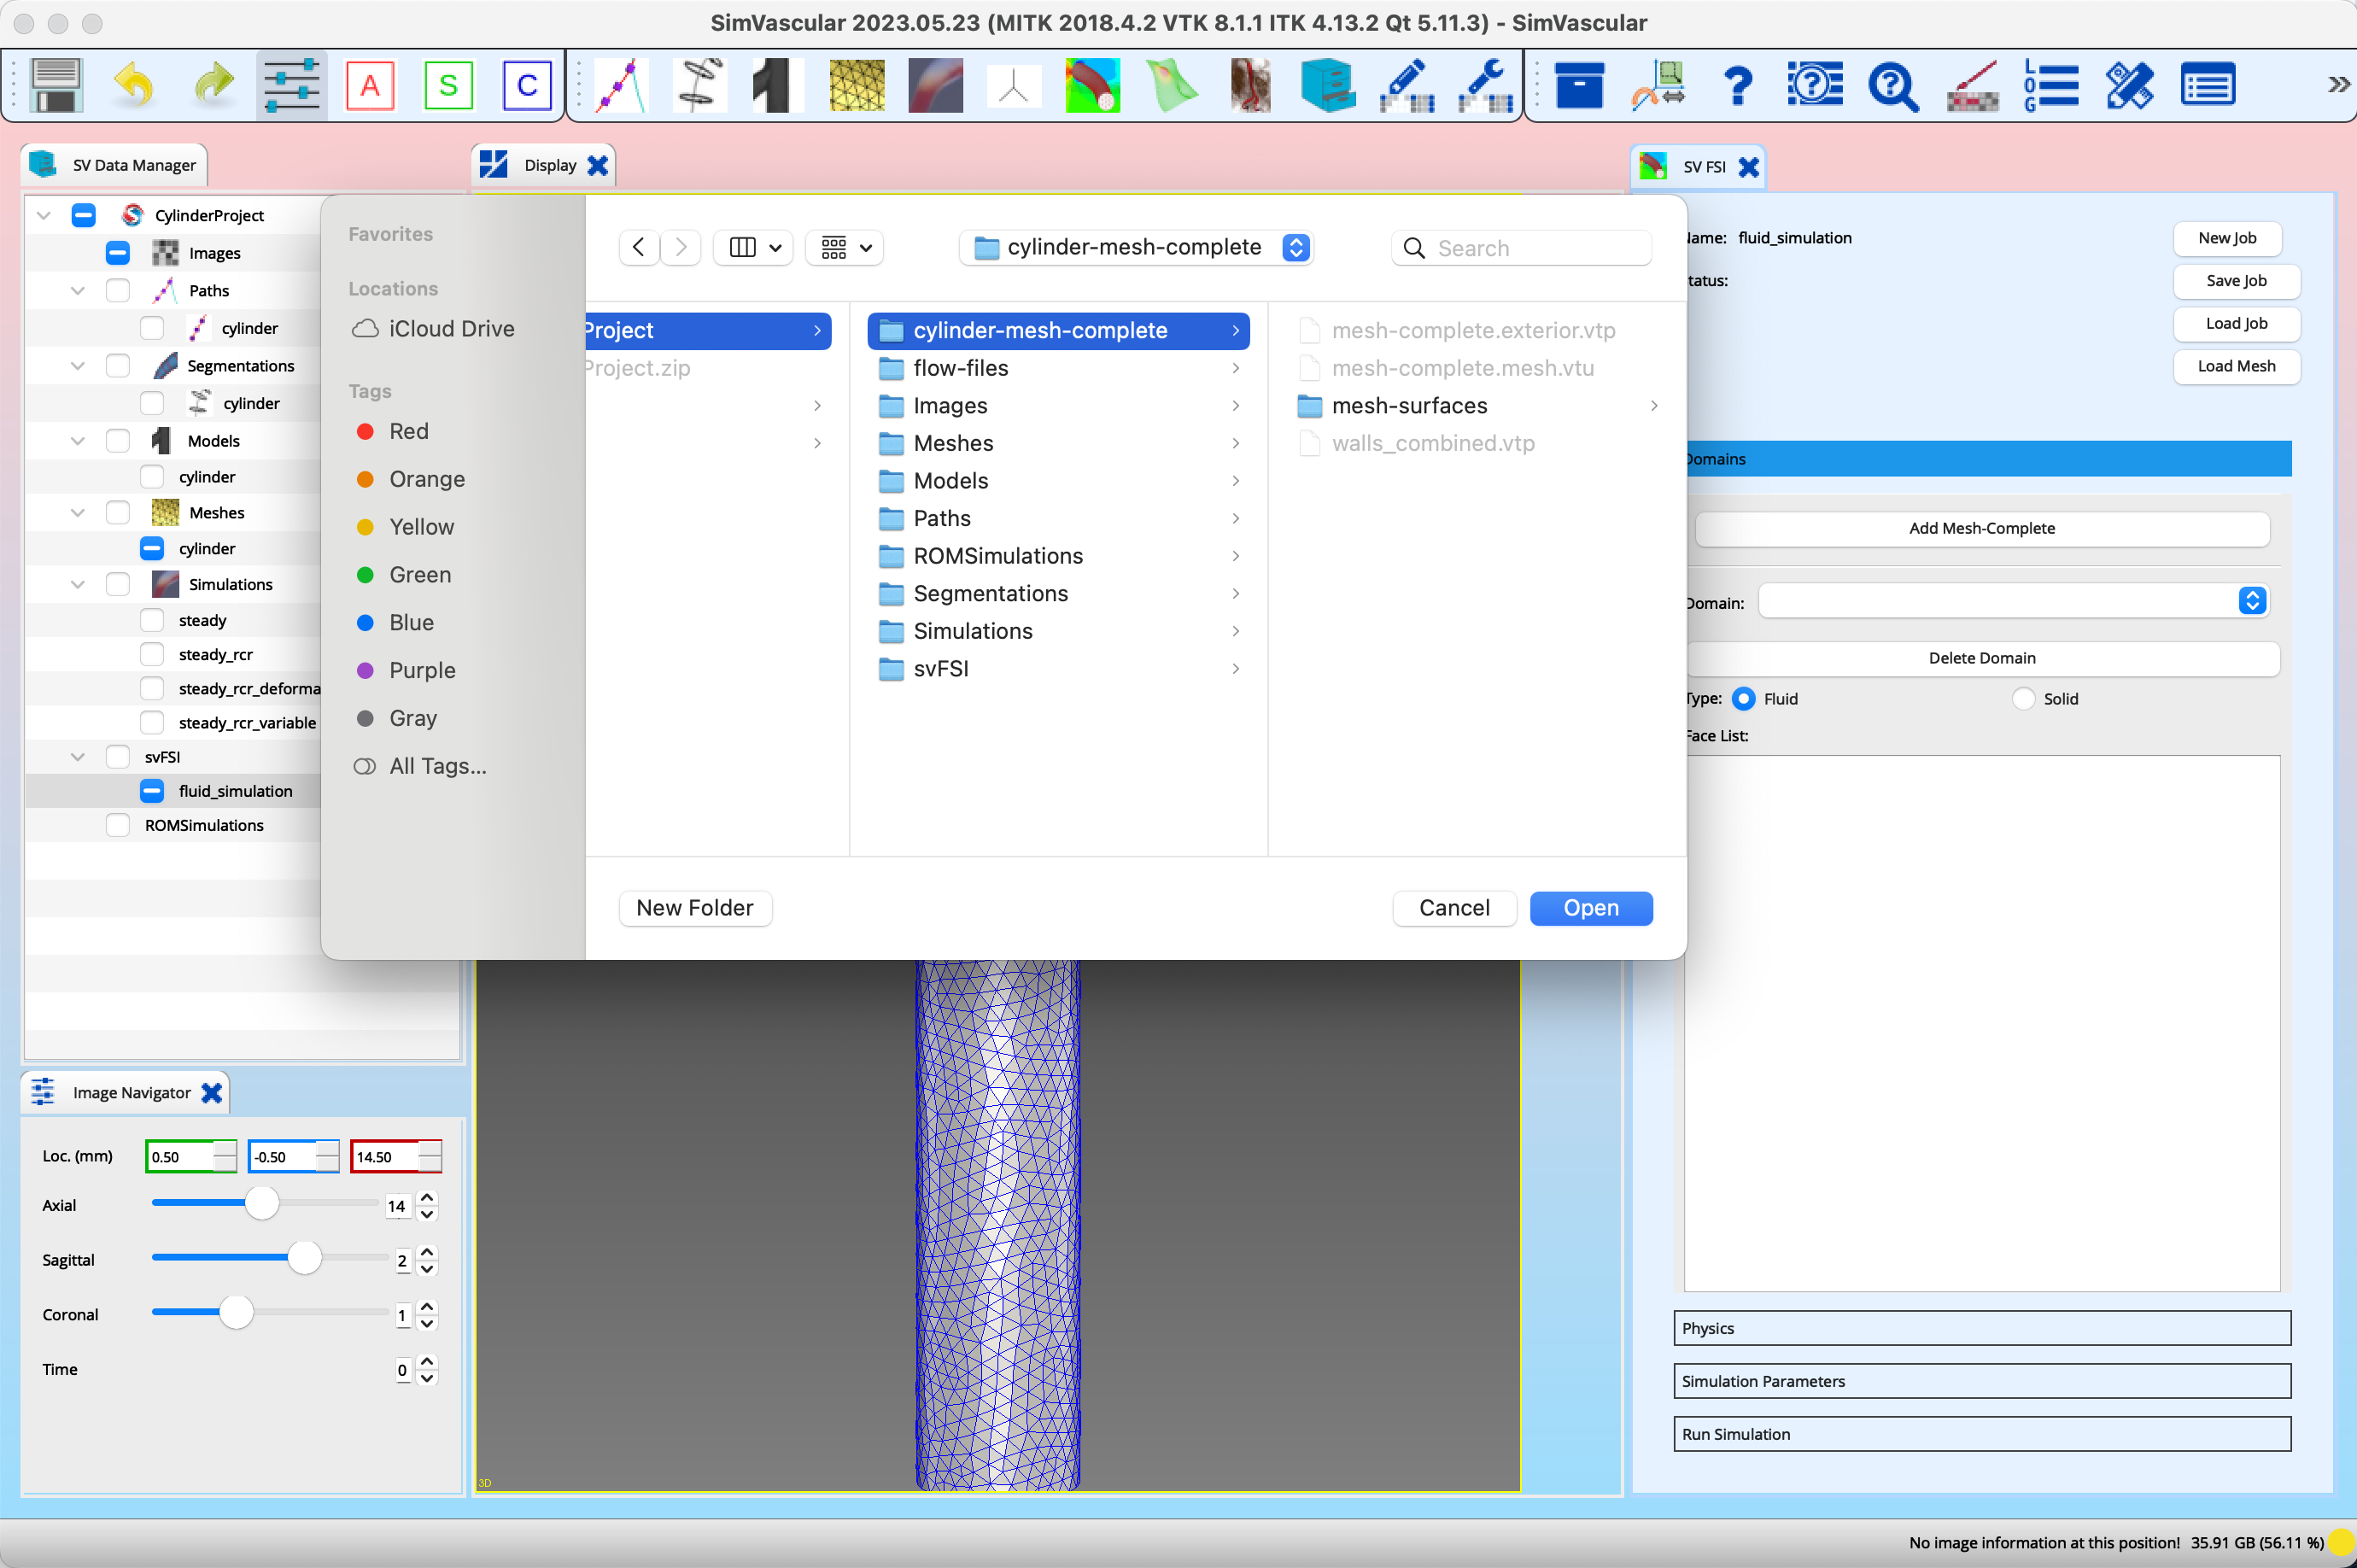 SimVascular 2023.05.23 (MITK 2018.4.2 VTK 8.1.1 ITK 4.13.2 Qt 5.11.3) - SimVascular
A S C
LOG
SV Data Manager
CylinderProject
Images
Paths
cylinder
Segmentations
cylinder
Models
cylinder
Meshes
cylinder
Simulations
steady
steady_rcr
steady_rcr_deforma
steady_rcr_variable
svFSI
fluid_simulation
ROMSimulations
Display
Favorites
Locations
iCloud Drive
Tags
Red
Orange
Yellow
Green
Blue
Purple
Gray
All Tags...
cylinder-mesh-complete
Search
Project
Project.zip
cylinder-mesh-complete
flow-files
Images
Meshes
Models
Paths
ROMSimulations
Segmentations
Simulations
svFSI
mesh-complete.exterior.vtp
mesh-complete.mesh.vtu
mesh-surfaces
walls_combined.vtp
New Folder
Cancel
Open
3D
SV FSI
Name: fluid_simulation
tatus:
New Job
Save Job
Load Job
Load Mesh
Domains
Add Mesh-Complete
Domain:
Delete Domain
Type: Fluid Solid
Face List:
Physics
Simulation Parameters
Run Simulation
Image Navigator
Loc. (mm) 0.50 -0.50 14.50
Axial 14
Sagittal 2
Coronal 1
Time 0
No image information at this position! 35.91 GB (56.11 %)